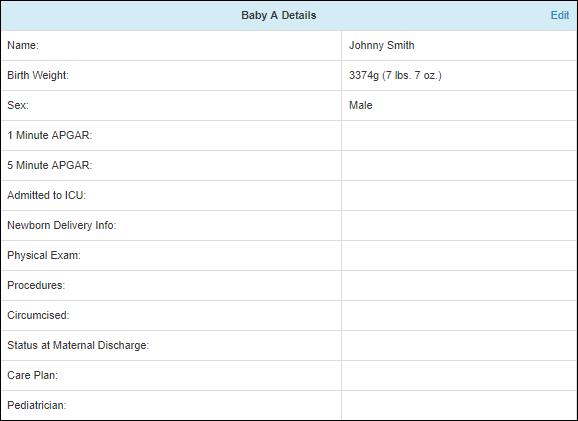 Baby A Details Edit
Name: Johnny Smith
Birth Weight: 3374g (7 lbs. 7 oz.)
Sex: Male
1 Minute APGAR:
5 Minute APGAR:
Admitted to ICU:
Newborn Delivery Info:
Physical Exam:
Procedures:
Circumcised:
Status at Maternal Discharge:
Care Plan:
Pediatrician: